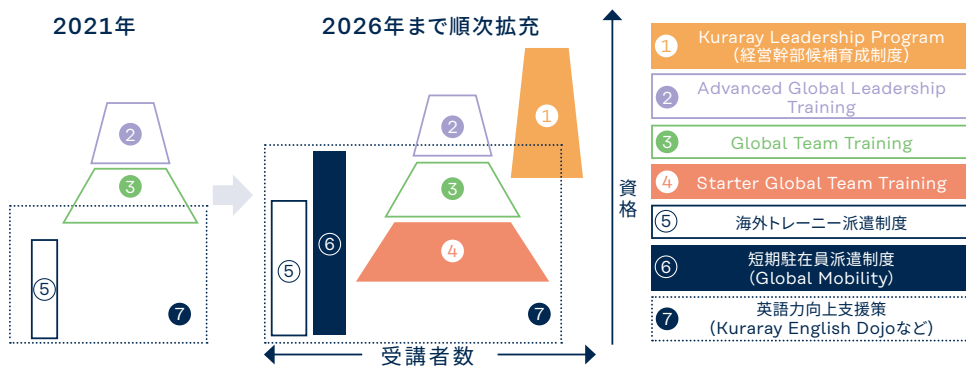 2021年
2026年まで順次拡充
②
③
⑤
⑦
①
②
③
④
⑤
⑥
⑦
受講者数
資格
① Kuraray Leadership Program
(経営幹部候補育成制度)
② Advanced Global Leadership
Training
③ Global Team Training
④ Starter Global Team Training
⑤ 海外トレーニー派遣制度
⑥ 短期駐在員派遣制度
(Global Mobility)
⑦ 英語力向上支援策
(Kuraray English Dojoなど)